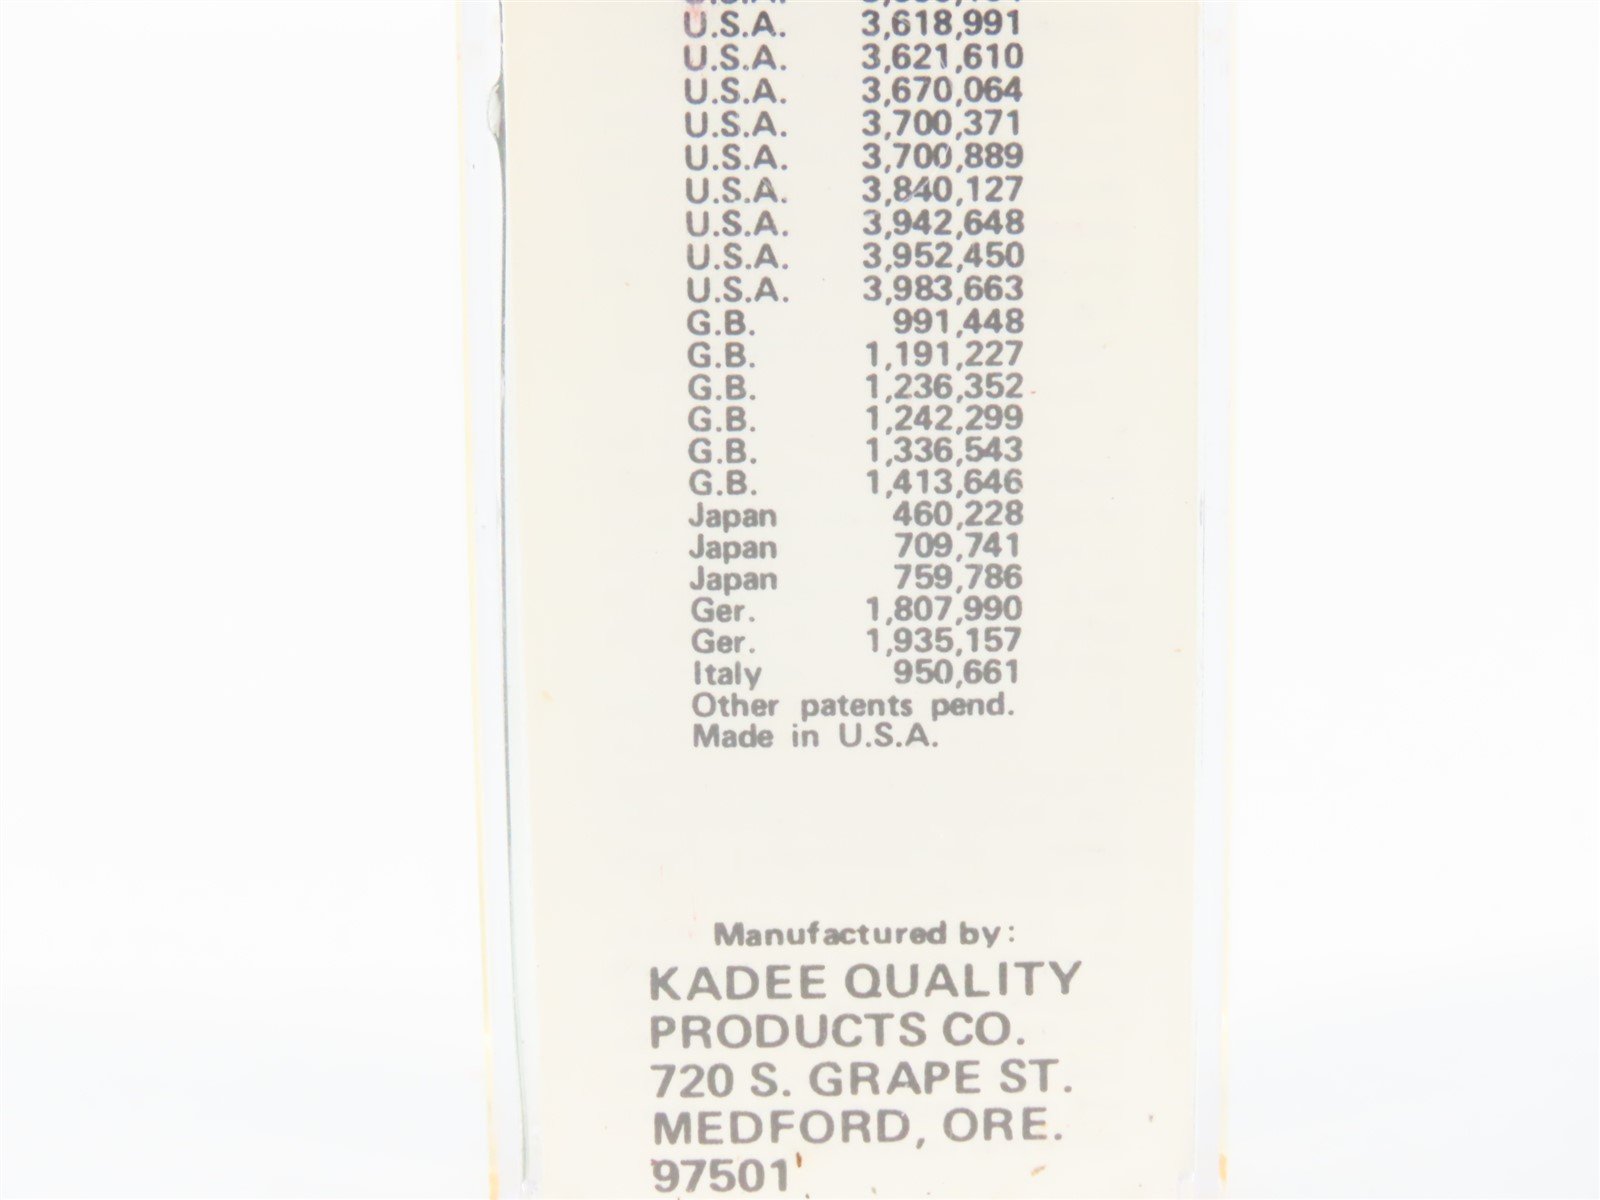 U.S.A. 3,618,991
U.S.A. 3,621,610
U.S.A. 3,670,064
U.S.A. 3,700,371
U.S.A. 3,700,889
U.S.A. 3,840,127
U.S.A. 3,942,648
U.S.A. 3,952,450
U.S.A. 3,983,663
G.B. 991,448
G.B. 1,191,227
G.B. 1,236,352
G.B. 1,242,299
G.B. 1,336,543
G.B. 1,413,646
Japan 460,228
Japan 709,741
Japan 759,786
Ger. 1,807,990
Ger. 1,935,157
Italy 950,661
Other patents pend.
Made in U.S.A.
Manufactured by:
KADEE QUALITY
PRODUCTS CO.
720 S. GRAPE ST.
MEDFORD, ORE.
97501